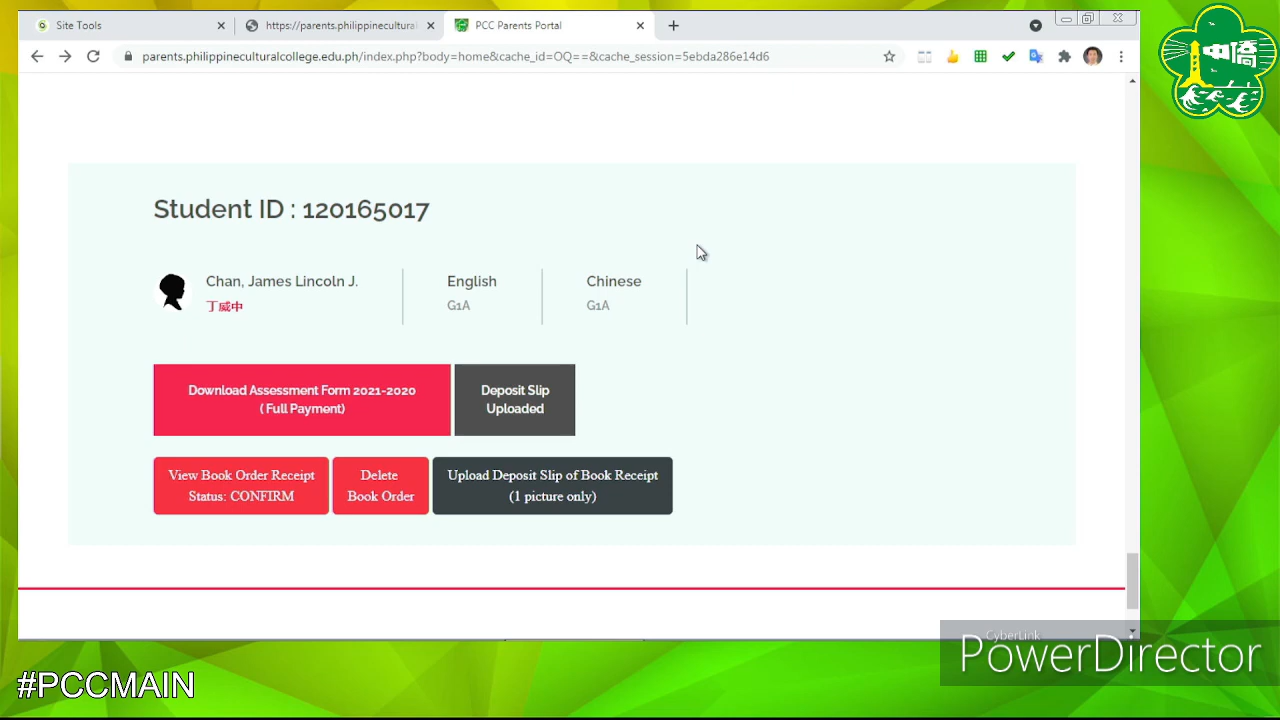 Site Tools
https://parents.philippinecultural
PCC Parents Portal
parents.philippineculturalcollege.edu.ph/index.php?body=home&cache_id=OQ==&cache_session=5ebda286e14d6
中僑
Student ID : 120165017
Chan, James Lincoln J.
丁威中
English
G1A
Chinese
G1A
Download Assessment Form 2021-2020
( Full Payment)
Deposit Slip
Uploaded
View Book Order Receipt
Status: CONFIRM
Delete
Book Order
Upload Deposit Slip of Book Receipt
(1 picture only)
CyberLink
PowerDirector
#PCCMAIN